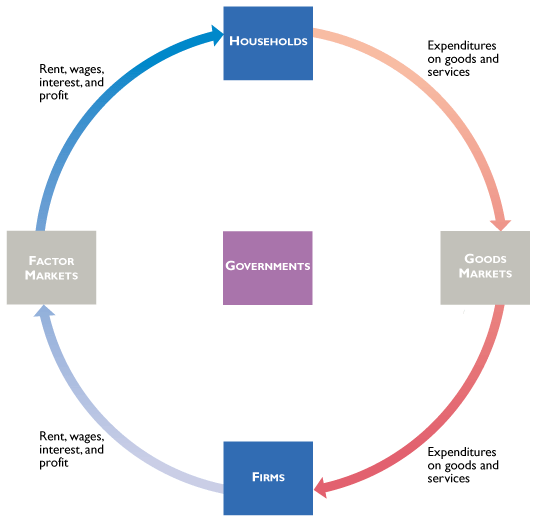 HOUSEHOLDS
Expenditures
on goods and
services
Rent, wages,
interest, and
profit
FACTOR
MARKETS
GOVERNMENTS
GOODS
MARKETS
Rent, wages,
interest, and
profit
FIRMS
Expenditures
on goods and
services